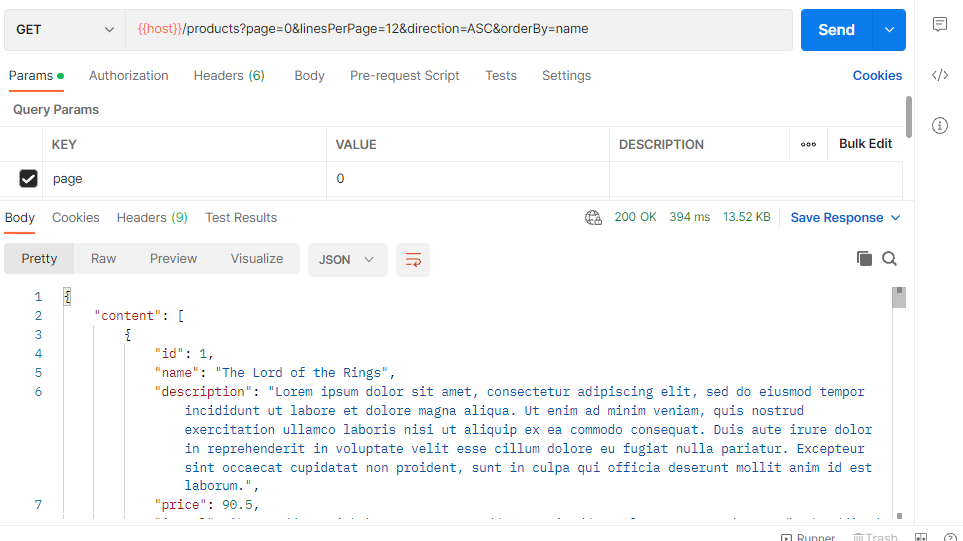 GET {{host}}/products?page=0&linesPerPage=12&direction=ASC&orderBy=name Send
Params Authorization Headers (6) Body Pre-request Script Tests Settings Cookies
Query Params
KEY VALUE DESCRIPTION ooo Bulk Edit
page 0
Body Cookies Headers (9) Test Results 200 OK 394 ms 13.52 KB Save Response
Pretty Raw Preview Visualize JSON
1 {
2 "content": [
3 {
4 "id": 1,
5 "name": "The Lord of the Rings",
6 "description": "Lorem ipsum dolor sit amet, consectetur adipiscing elit, sed do eiusmod tempor
incididunt ut labore et dolore magna aliqua. Ut enim ad minim veniam, quis nostrud
exercitation ullamco laboris nisi ut aliquip ex ea commodo consequat. Duis aute irure dolor
in reprehenderit in voluptate velit esse cillum dolore eu fugiat nulla pariatur. Excepteur
sint occaecat cupidatat non proident, sunt in culpa qui officia deserunt mollit anim id est
laborum.",
7 "price": 90.5,
Runner Trash